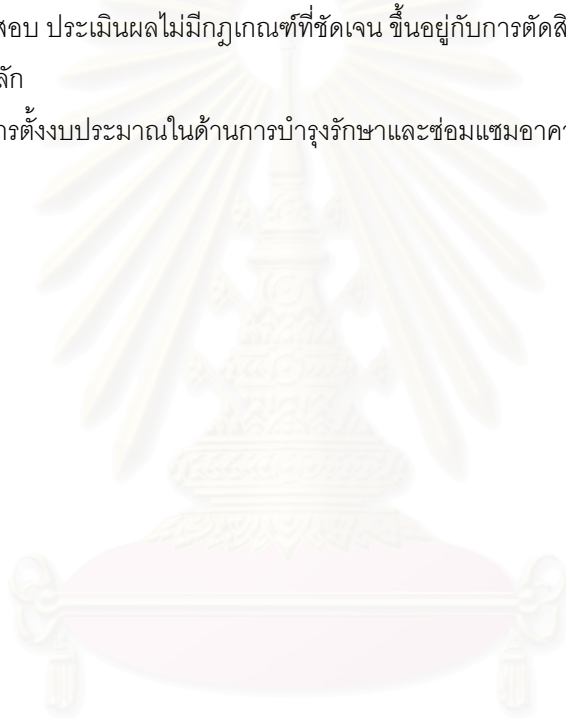 สอบ ประเมินผลไม่มีกฎเกณฑ์ที่ชัดเจน ขึ้นอยู่กับการตัดสิ
ลัก
ารตั้งงบประมาณในด้านการบำรุงรักษาและซ่อมแซมอาคา